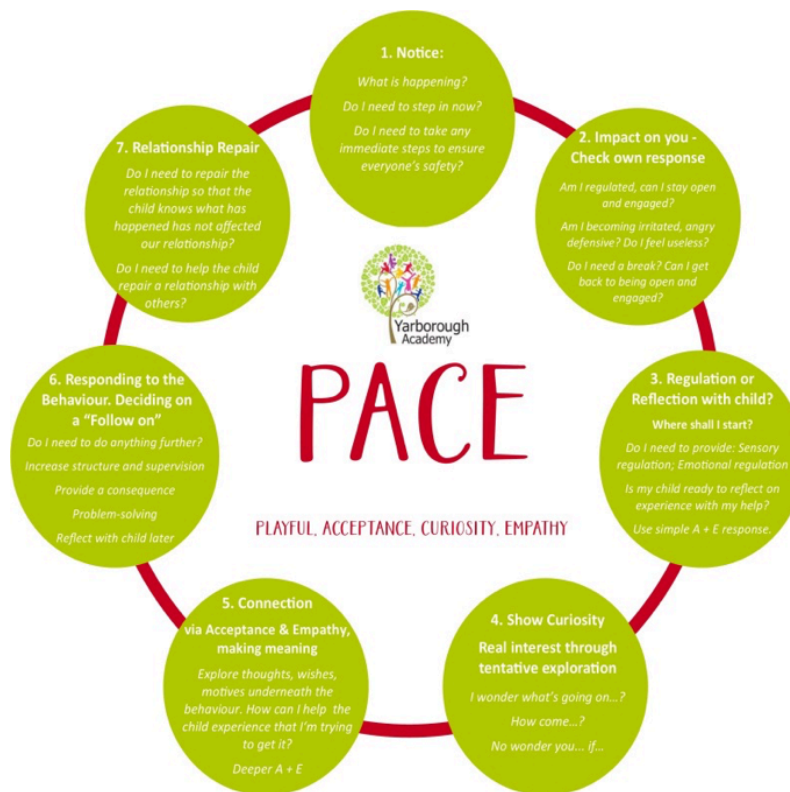 1. Notice:
What is happening?
Do I need to step in now?
Do I need to take any
immediate steps to ensure
everyone's safety?
2. Impact on you -
Check own response
Am I regulated, can I stay open
and engaged?
Am I becoming irritated, angry
defensive? Do I feel useless?
Do I need a break? Can I get
back to being open and
engaged?
3. Regulation or
Reflection with child?
Where shall I start?
Do I need to provide: Sensory
regulation; Emotional regulation
Is my child ready to reflect on
experience with my help?
Use simple A + E response.
4. Show Curiosity
Real interest through
tentative exploration
I wonder what's going on...?
How come...?
No wonder you... if...
5. Connection
via Acceptance & Empathy,
making meaning
Explore thoughts, wishes,
motives underneath the
behaviour. How can I help the
child experience that I'm trying
to get it?
Deeper A + E
6. Responding to the
Behaviour. Deciding on
a "Follow on"
Do I need to do anything further?
Increase structure and supervision
Provide a consequence
Problem-solving
Reflect with child later
7. Relationship Repair
Do I need to repair the
relationship so that the
child knows what has
happened has not affected
our relationship?
Do I need to help the child
repair a relationship with
others?
Yarborough
Academy
PACE
PLAYFUL, ACCEPTANCE, CURIOSITY, EMPATHY